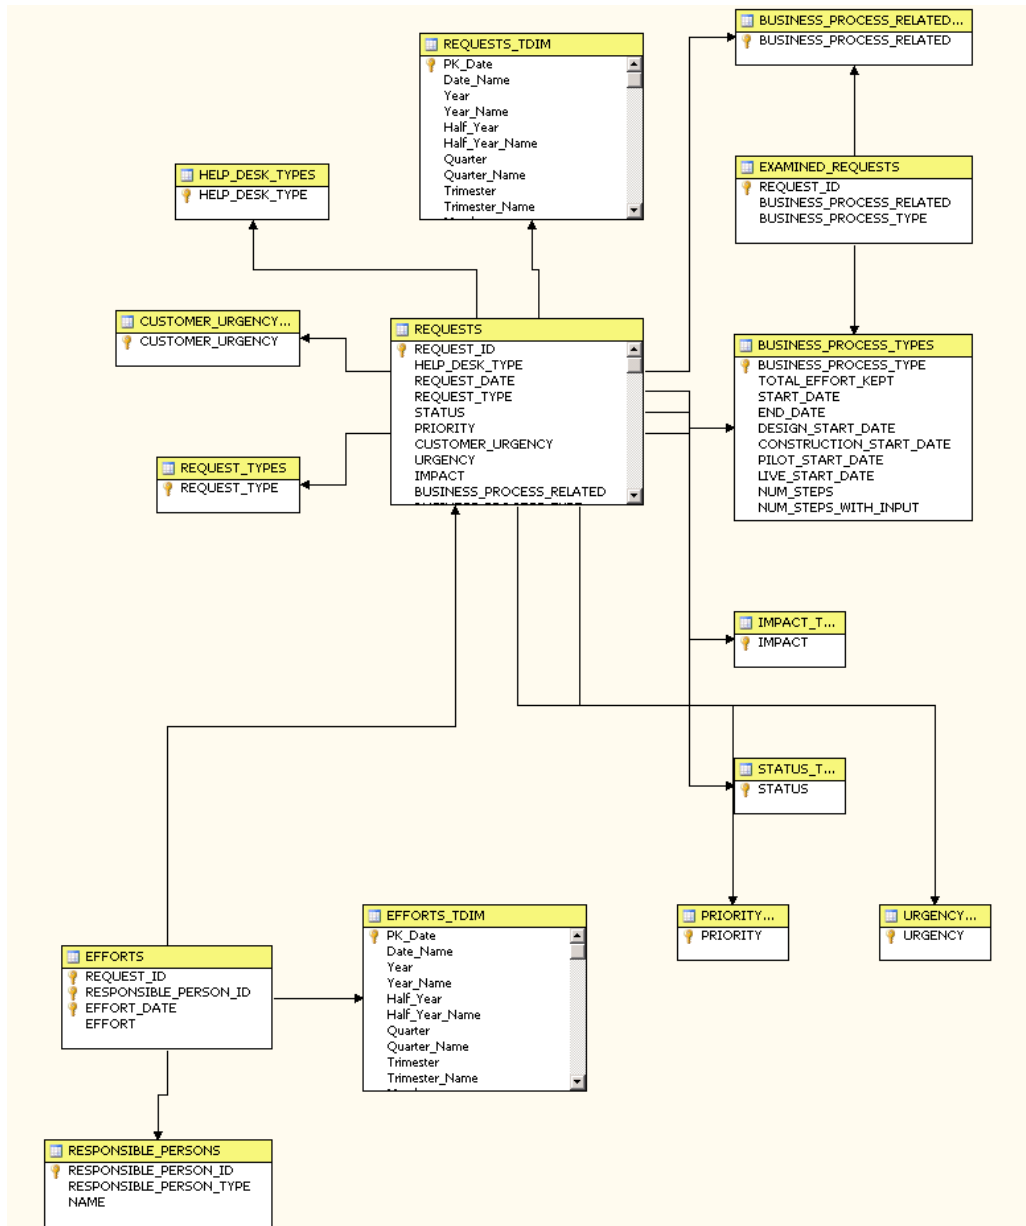 BUSINESS_PROCESS_RELATED...
BUSINESS_PROCESS_RELATED
REQUESTS_TDIM
PK_Date
Date_Name
Year
Year_Name
Half_Year
Half_Year_Name
Quarter
Quarter_Name
Trimester
Trimester_Name
HELP_DESK_TYPES
HELP_DESK_TYPE
EXAMINED_REQUESTS
REQUEST_ID
BUSINESS_PROCESS_RELATED
BUSINESS_PROCESS_TYPE
CUSTOMER_URGENCY...
CUSTOMER_URGENCY
REQUESTS
REQUEST_ID
HELP_DESK_TYPE
REQUEST_DATE
REQUEST_TYPE
STATUS
PRIORITY
CUSTOMER_URGENCY
URGENCY
IMPACT
BUSINESS_PROCESS_RELATED
BUSINESS_PROCESS_TYPES
BUSINESS_PROCESS_TYPE
TOTAL_EFFORT_KEPT
START_DATE
END_DATE
DESIGN_START_DATE
CONSTRUCTION_START_DATE
PILOT_START_DATE
LIVE_START_DATE
NUM_STEPS
NUM_STEPS_WITH_INPUT
REQUEST_TYPES
REQUEST_TYPE
IMPACT_T...
IMPACT
STATUS_T...
STATUS
PRIORITY...
PRIORITY
URGENCY...
URGENCY
EFFORTS_TDIM
PK_Date
Date_Name
Year
Year_Name
Half_Year
Half_Year_Name
Quarter
Quarter_Name
Trimester
Trimester_Name
EFFORTS
REQUEST_ID
RESPONSIBLE_PERSON_ID
EFFORT_DATE
EFFORT
RESPONSIBLE_PERSONS
RESPONSIBLE_PERSON_ID
RESPONSIBLE_PERSON_TYPE
NAME